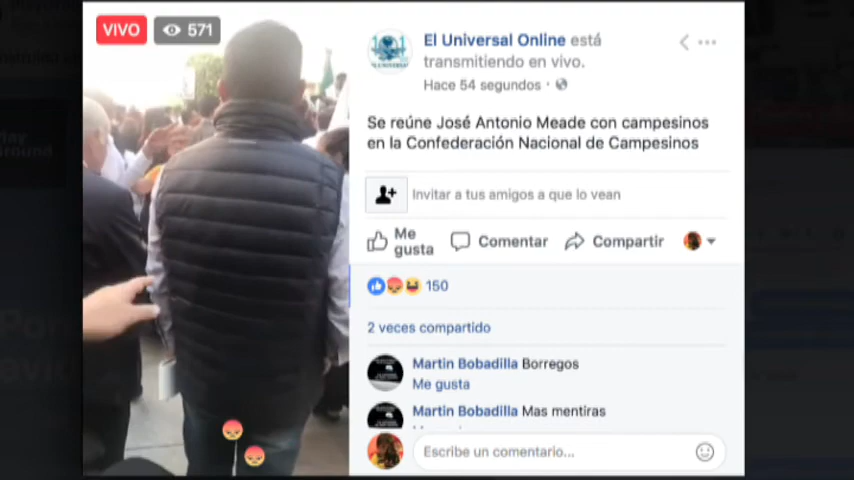 VIVO 571
El Universal Online está
transmitiendo en vivo.
Hace 54 segundos ·
Se reúne José Antonio Meade con campesinos
en la Confederación Nacional de Campesinos
Invitar a tus amigos a que lo vean
Me
gusta
Comentar
Compartir
150
2 veces compartido
Martin Bobadilla Borregos
Me gusta
Martin Bobadilla Mas mentiras
Escribe un comentario...